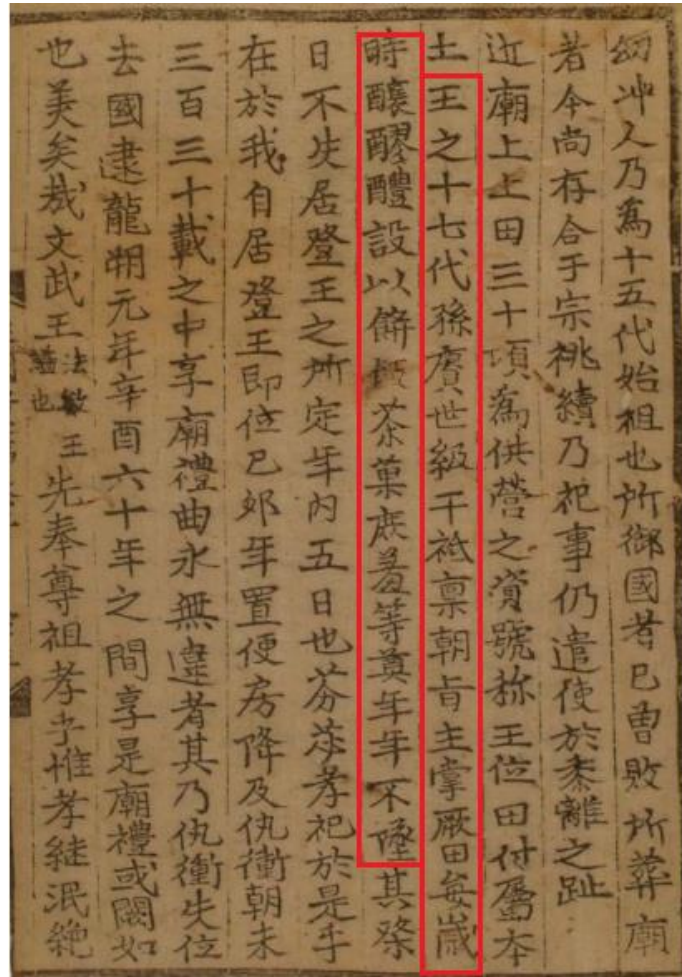 幼冲人乃爲十五代始祖也所御國者已曽敗所葬廟
者今尚存合于宗祧續乃祀事仍遣使於黍離之趾
近廟上上田三十頃爲供營之資號称王位田付屬本
土王之十七代孫賡世級干祗禀朝旨主掌厥田每歳
時釀醪醴設以餠飯茶菓庶羞等奠年年不墜其祭
日不失居登王之所定年內五日也芬苾孝祀於是乎
在於我自居登王即位己卯年置便房降及仇衝朝末
三百三十載之中享廟禮曲永無違者其乃仇衝失位
去國逮龍朔元年辛酉六十年之間享是廟禮或闕如
也美矣㢤文武王法敏謚也王先奉尊祖孝乎惟孝継泯絶